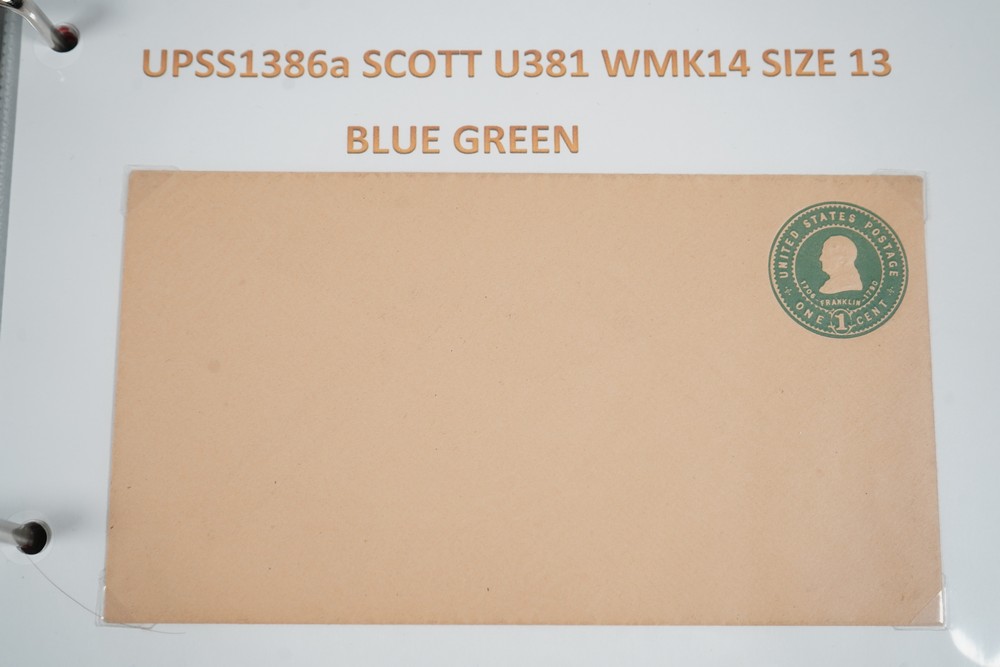 UPSS1386a SCOTT U381 WMK14 SIZE 13
BLUE GREEN
UNITED STATES POSTAGE
1706 FRANKLIN 1790
ONE 1 CENT